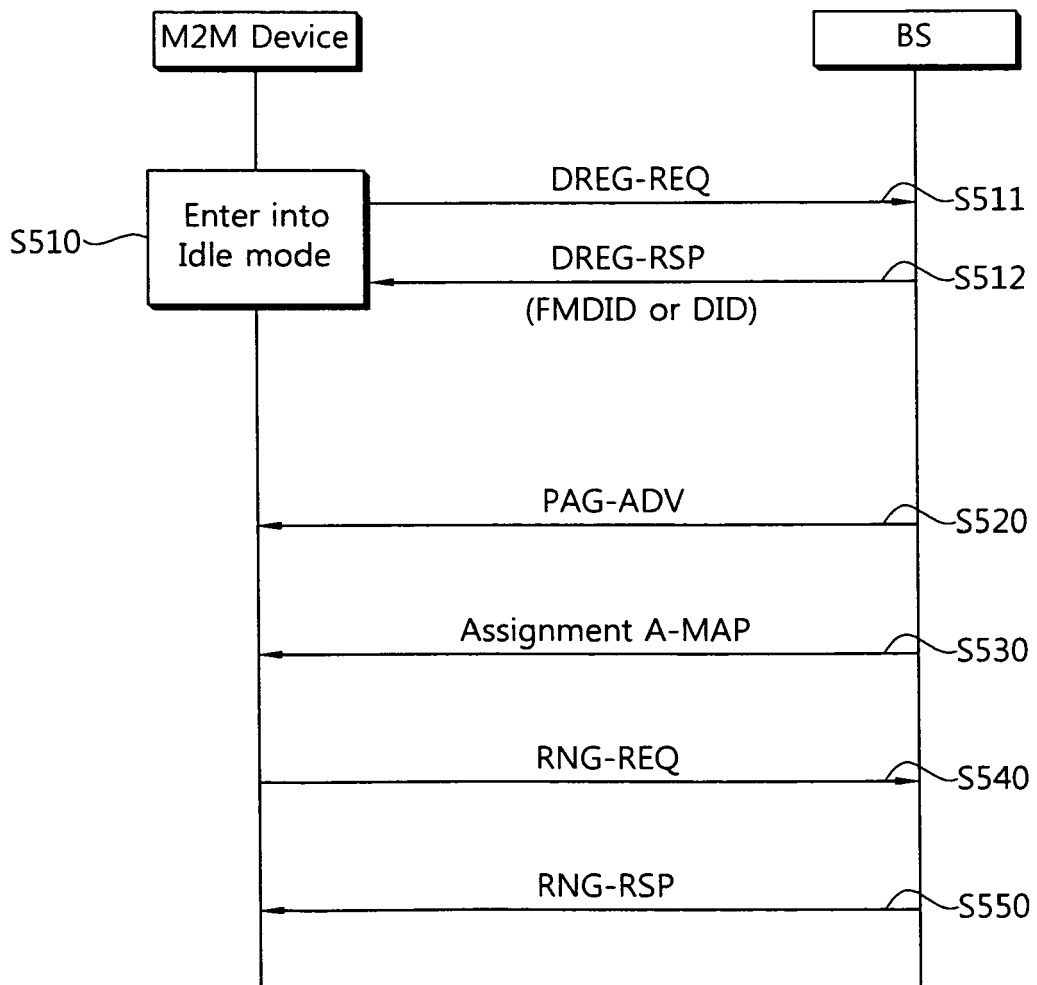 M2M Device
BS
DREG-REQ
S511
Enter into
Idle mode
S510
DREG-RSP
S512
(FMDID or DID)
PAG-ADV
S520
Assignment A-MAP
S530
RNG-REQ
S540
RNG-RSP
S550